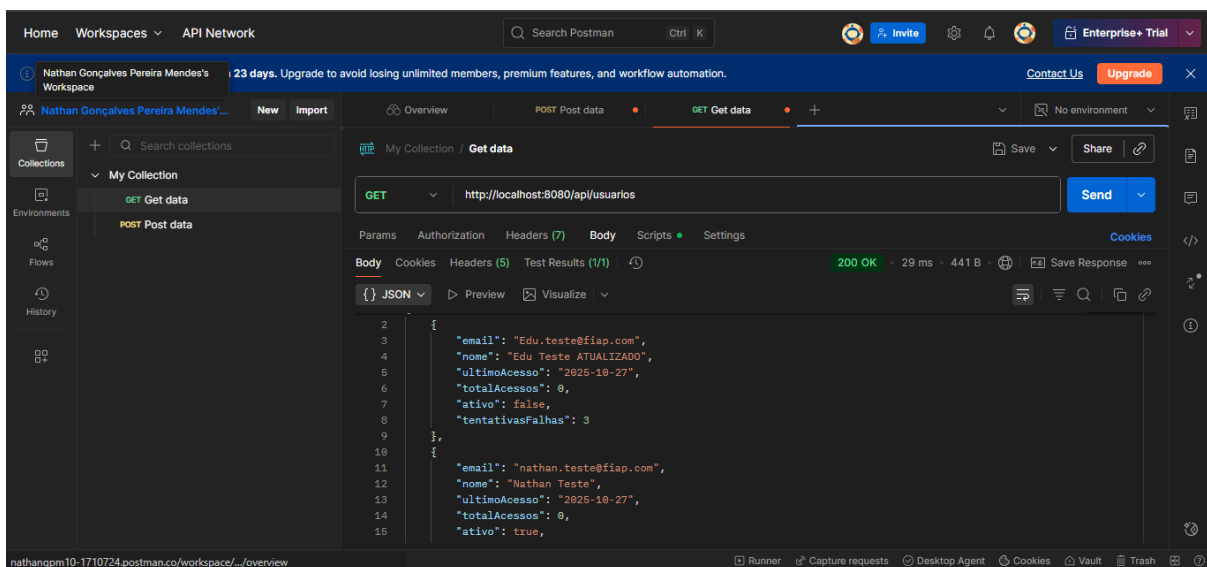 Home Workspaces API Network Search Postman Ctrl K Invite Enterprise+ Trial
Nathan Gonçalves Pereira Mendes's
Workspace
23 days. Upgrade to avoid losing unlimited members, premium features, and workflow automation. Contact Us Upgrade
Nathan Gonçalves Pereira Mendes'... New Import Overview POST Post data GET Get data No environment
Collections
Search collections
My Collection / Get data Save Share
My Collection
GET Get data
POST Post data
Environments
Flows
History
GET http://localhost:8080/api/usuarios Send
Params Authorization Headers (7) Body Scripts Settings Cookies
Body Cookies Headers (5) Test Results (1/1) 200 OK 29 ms 441 B e.g. Save Response
{} JSON Preview Visualize
2 {
3 "email": "Edu.teste@fiap.com",
4 "nome": "Edu Teste ATUALIZADO",
5 "ultimoAcesso": "2025-10-27",
6 "totalAcessos": 0,
7 "ativo": false,
8 "tentativasFalhas": 3
9 },
10 {
11 "email": "nathan.teste@fiap.com",
12 "nome": "Nathan Teste",
13 "ultimoAcesso": "2025-10-27",
14 "totalAcessos": 0,
15 "ativo": true,
nathangpm10-1710724.postman.co/workspace/.../overview Runner Capture requests Desktop Agent Cookies Vault Trash